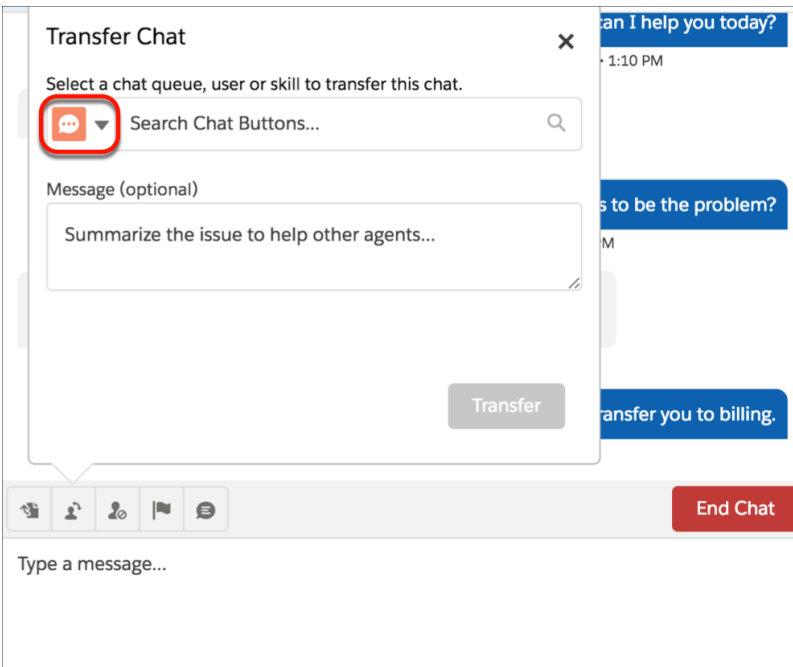 Transfer Chat
can I help you today?
• 1:10 PM
Select a chat queue, user or skill to transfer this chat.
Search Chat Buttons...
Message (optional)
s to be the problem?
Summarize the issue to help other agents...
M
Transfer
ransfer you to billing.
End Chat
Type a message...